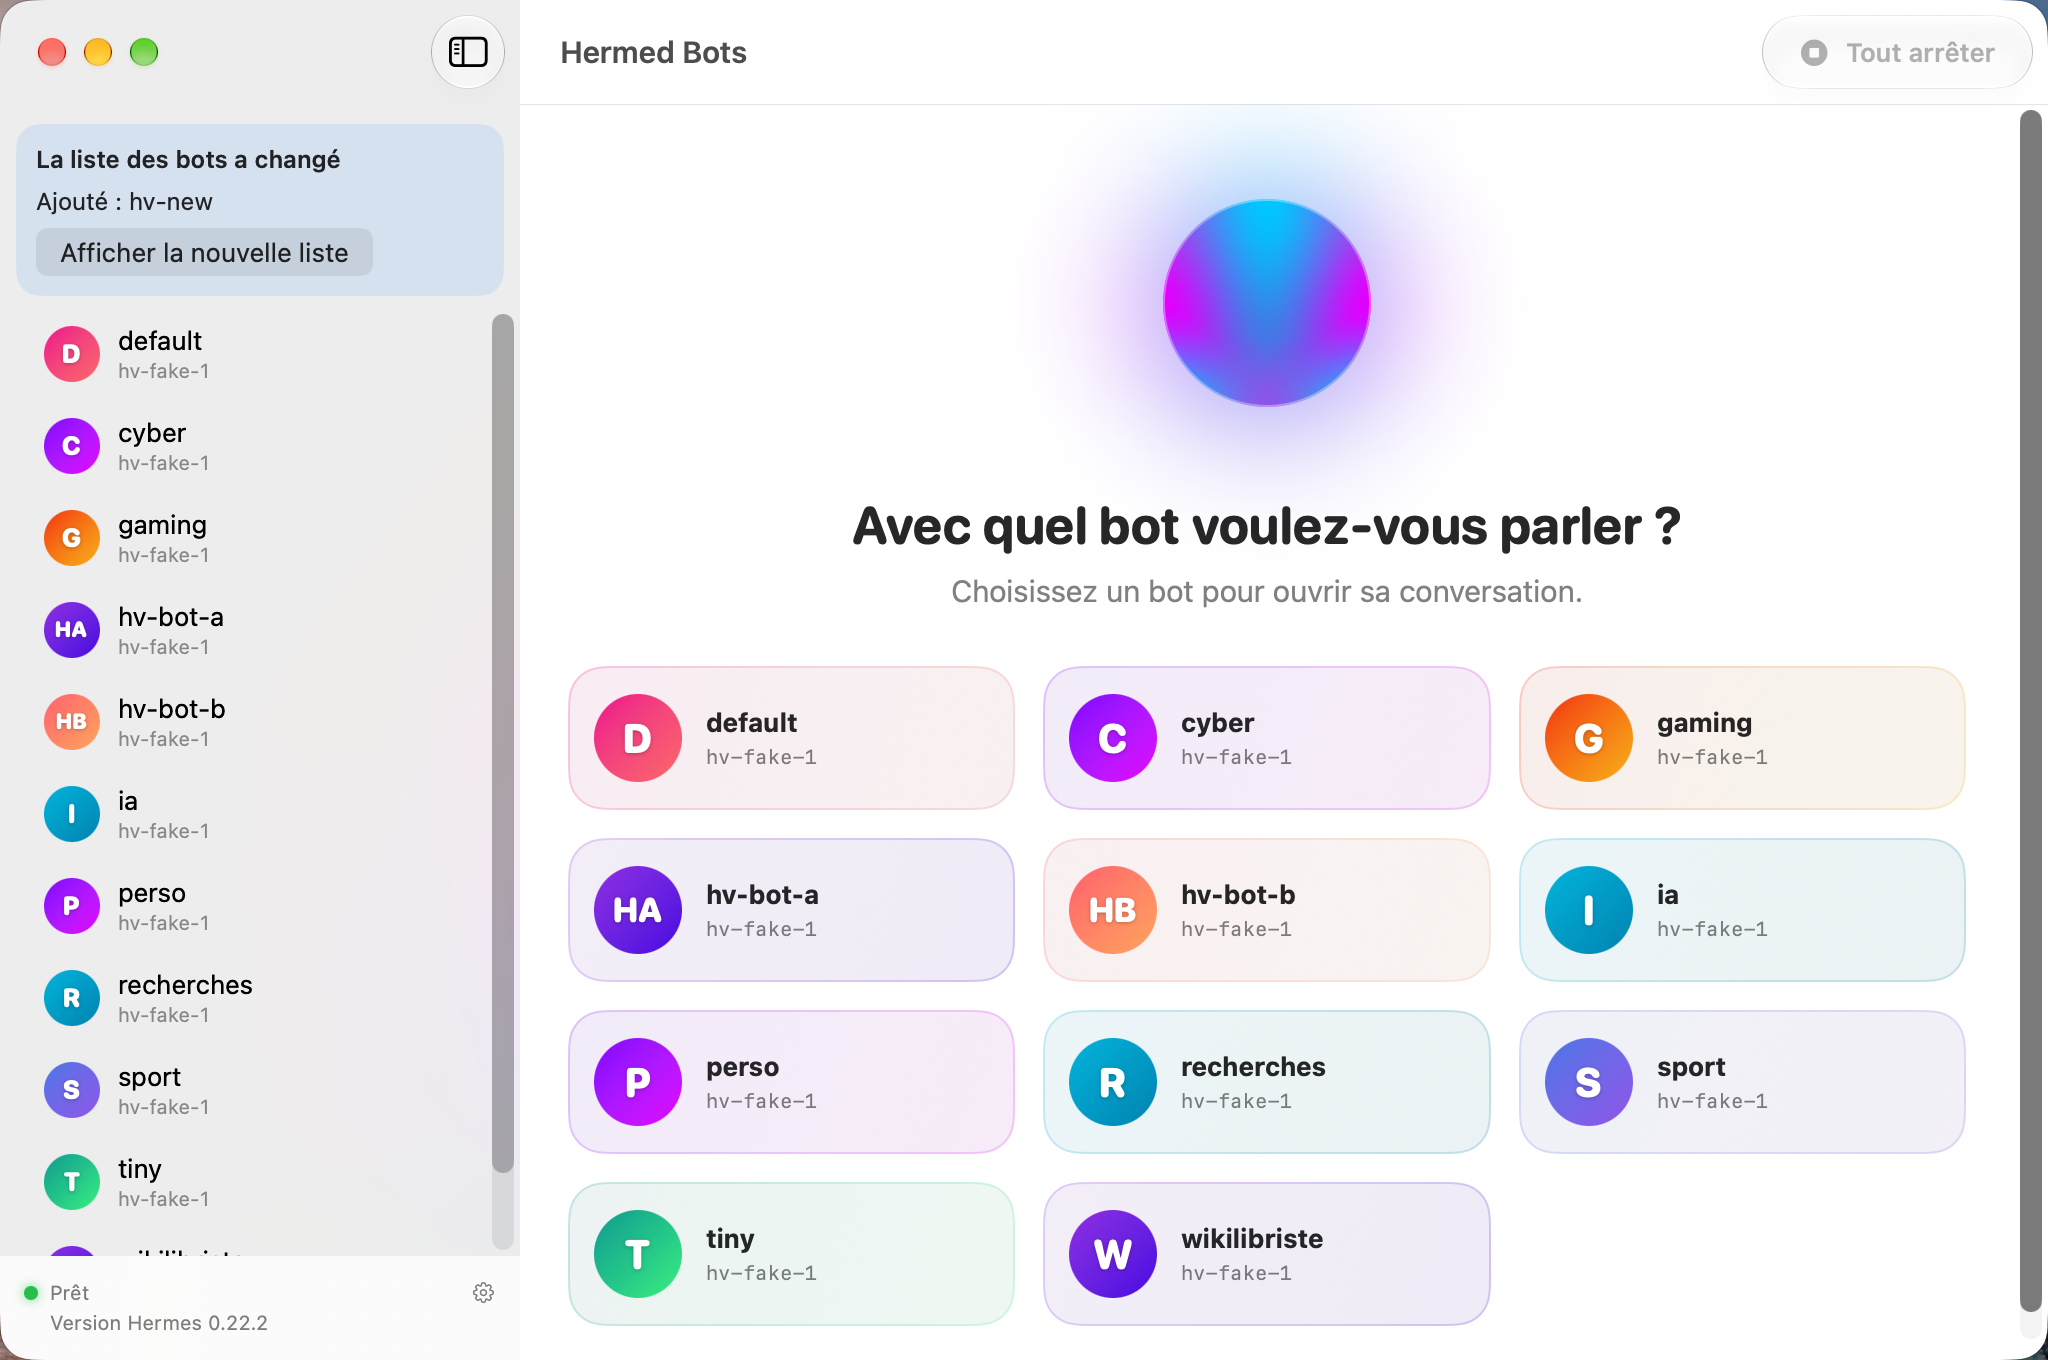 Hermed Bots
Tout arrêter
La liste des bots a changé
Ajouté : hv-new
Afficher la nouvelle liste
D
default
hv-fake-1
C
cyber
hv-fake-1
G
gaming
hv-fake-1
HA
hv-bot-a
hv-fake-1
HB
hv-bot-b
hv-fake-1
I
ia
hv-fake-1
P
perso
hv-fake-1
R
recherches
hv-fake-1
S
sport
hv-fake-1
T
tiny
hv-fake-1
Prêt
Version Hermes 0.22.2
Avec quel bot voulez-vous parler ?
Choisissez un bot pour ouvrir sa conversation.
D
default
hv-fake-1
C
cyber
hv-fake-1
G
gaming
hv-fake-1
HA
hv-bot-a
hv-fake-1
HB
hv-bot-b
hv-fake-1
I
ia
hv-fake-1
P
perso
hv-fake-1
R
recherches
hv-fake-1
S
sport
hv-fake-1
T
tiny
hv-fake-1
W
wikilibriste
hv-fake-1